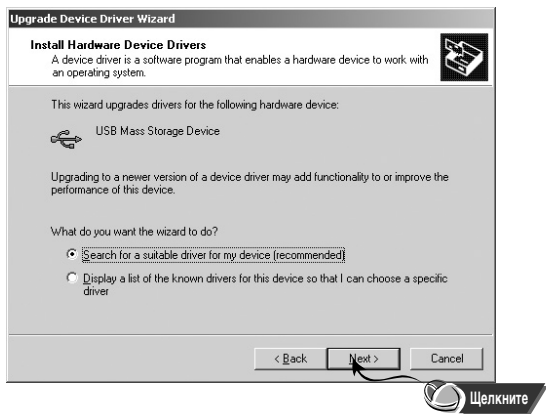 Upgrade Device Driver Wizard
Install Hardware Device Drivers
A device driver is a software program that enables a hardware device to work with
an operating system.
This wizard upgrades drivers for the following hardware device:
USB Mass Storage Device
Upgrading to a newer version of a device driver may add functionality to or improve the
performance of this device.
What do you want the wizard to do?
Search for a suitable driver for my device (recommended)
Display a list of the known drivers for this device so that I can choose a specific
driver
< Back
Next >
Cancel
Щелкните